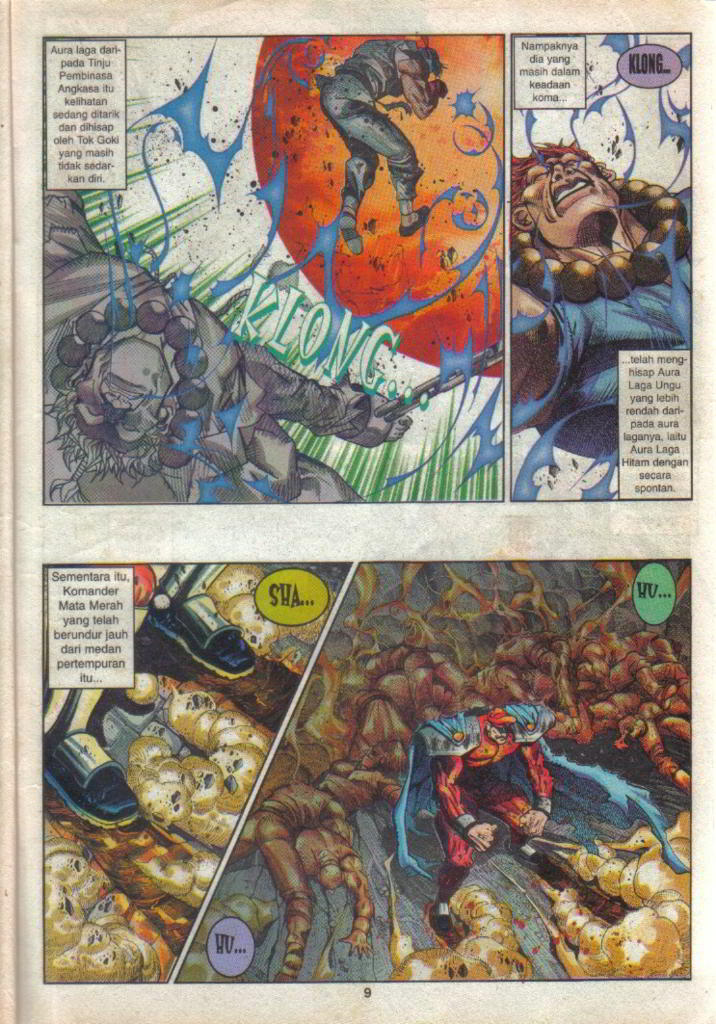 Aura laga dari-
pada Tinju
Pembinasa
Angkasa itu
kelihatan
sedang ditarik
dan dihisap
oleh Tok Goki
yang masih
tidak sedar-
kan diri.
KLONG...
Nampaknya
dia yang
masih dalam
keadaan
koma...
KLONG...
...telah meng-
hisap Aura
Laga Ungu
yang lebih
rendah dari-
pada aura
laganya, iaitu
Aura Laga
Hitam dengan
secara
spontan.
Sementara itu,
Komander
Mata Merah
yang telah
berundur jauh
dari medan
pertempuran
itu...
SHA...
HU...
HU...
9